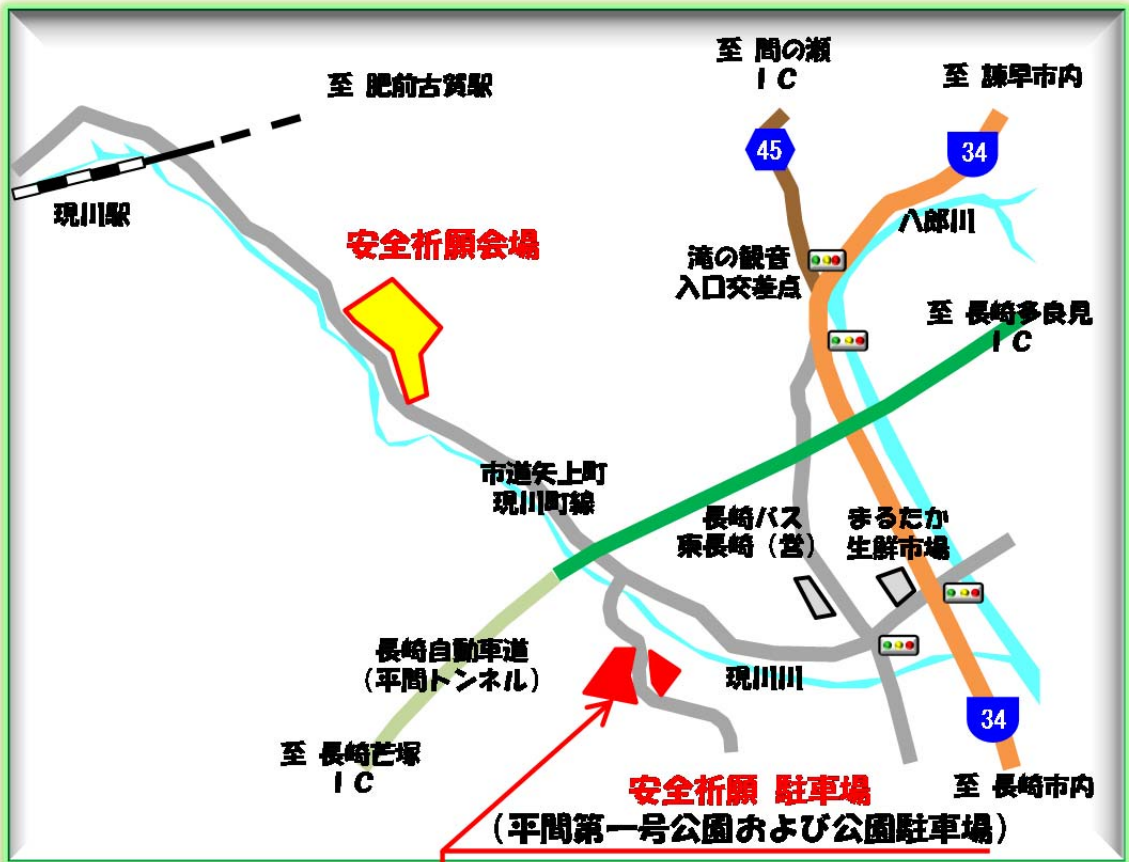 至 間の瀬
IC
至 諫早市内
至 肥前古賀駅
45
34
現川駅
八郎川
安全祈願会場
滝の観音
入口交差点
至 長崎多良見
IC
市道矢上町
現川町線
長崎バス
東長崎(営)
まるたか
生鮮市場
長崎自動車道
(平間トンネル)
現川川
34
至 長崎芒塚
IC
安全祈願 駐車場
(平間第一号公園および公園駐車場)
至 長崎市内